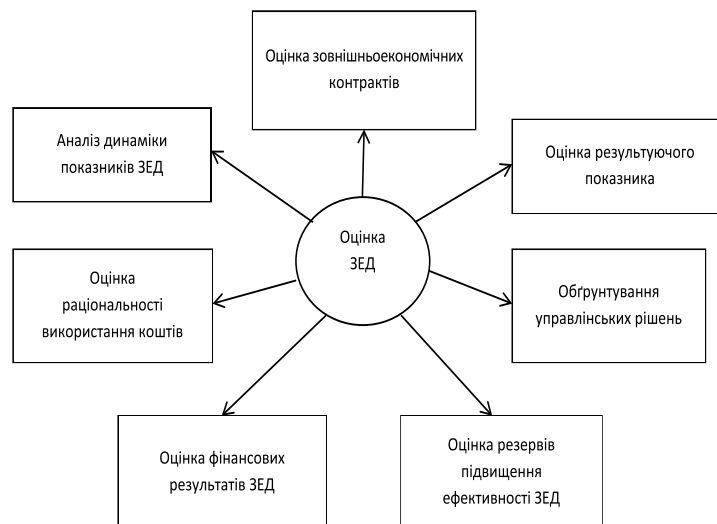 Оцінка зовнішньоекономічних
контрактів
Аналіз динаміки
показників ЗЕД
Оцінка результуючого
показника
Оцінка
ЗЕД
Оцінка
раціональності
використання коштів
Обґрунтування
управлінських рішень
Оцінка фінансових
результатів ЗЕД
Оцінка резервів
підвищення
ефективності ЗЕД